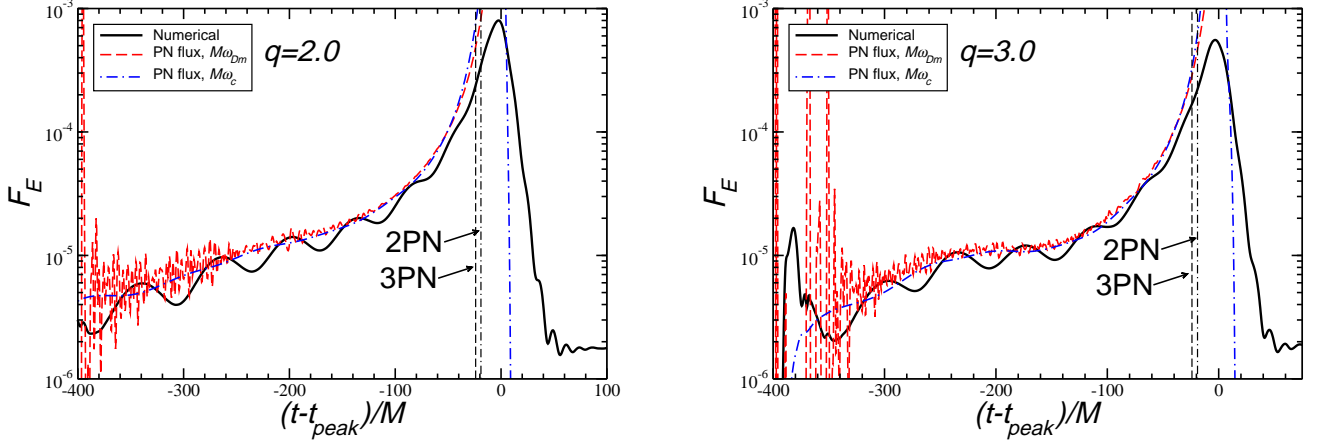 Numerical
PN flux, Mω_Dm
PN flux, Mω_c
q=2.0
10^-3
10^-4
10^-5
10^-6
F_E
2PN
3PN
-400 -300 -200 -100 0 100
(t-t_peak)/M
Numerical
PN flux, Mω_Dm
PN flux, Mω_c
q=3.0
10^-3
10^-4
10^-5
10^-6
F_E
2PN
3PN
-400 -300 -200 -100 0
(t-t_peak)/M